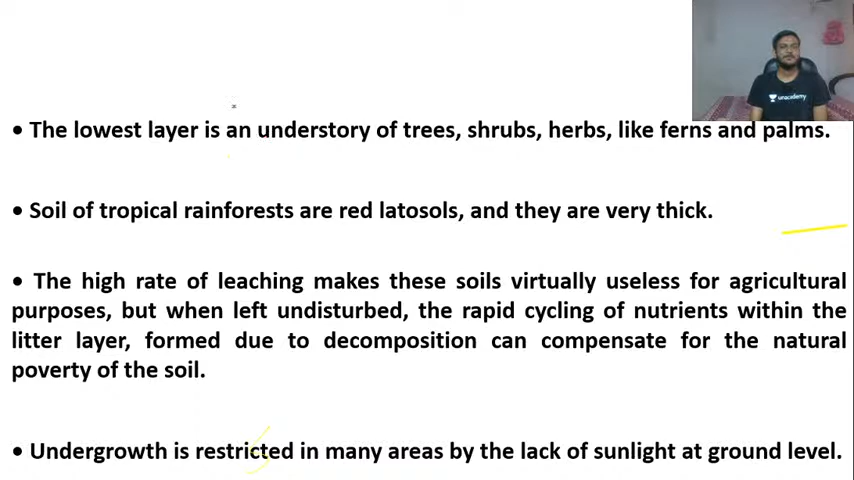 unacademy
• The lowest layer is an understory of trees, shrubs, herbs, like ferns and palms.
• Soil of tropical rainforests are red latosols, and they are very thick.
• The high rate of leaching makes these soils virtually useless for agricultural
purposes, but when left undisturbed, the rapid cycling of nutrients within the
litter layer, formed due to decomposition can compensate for the natural
poverty of the soil.
• Undergrowth is restricted in many areas by the lack of sunlight at ground level.